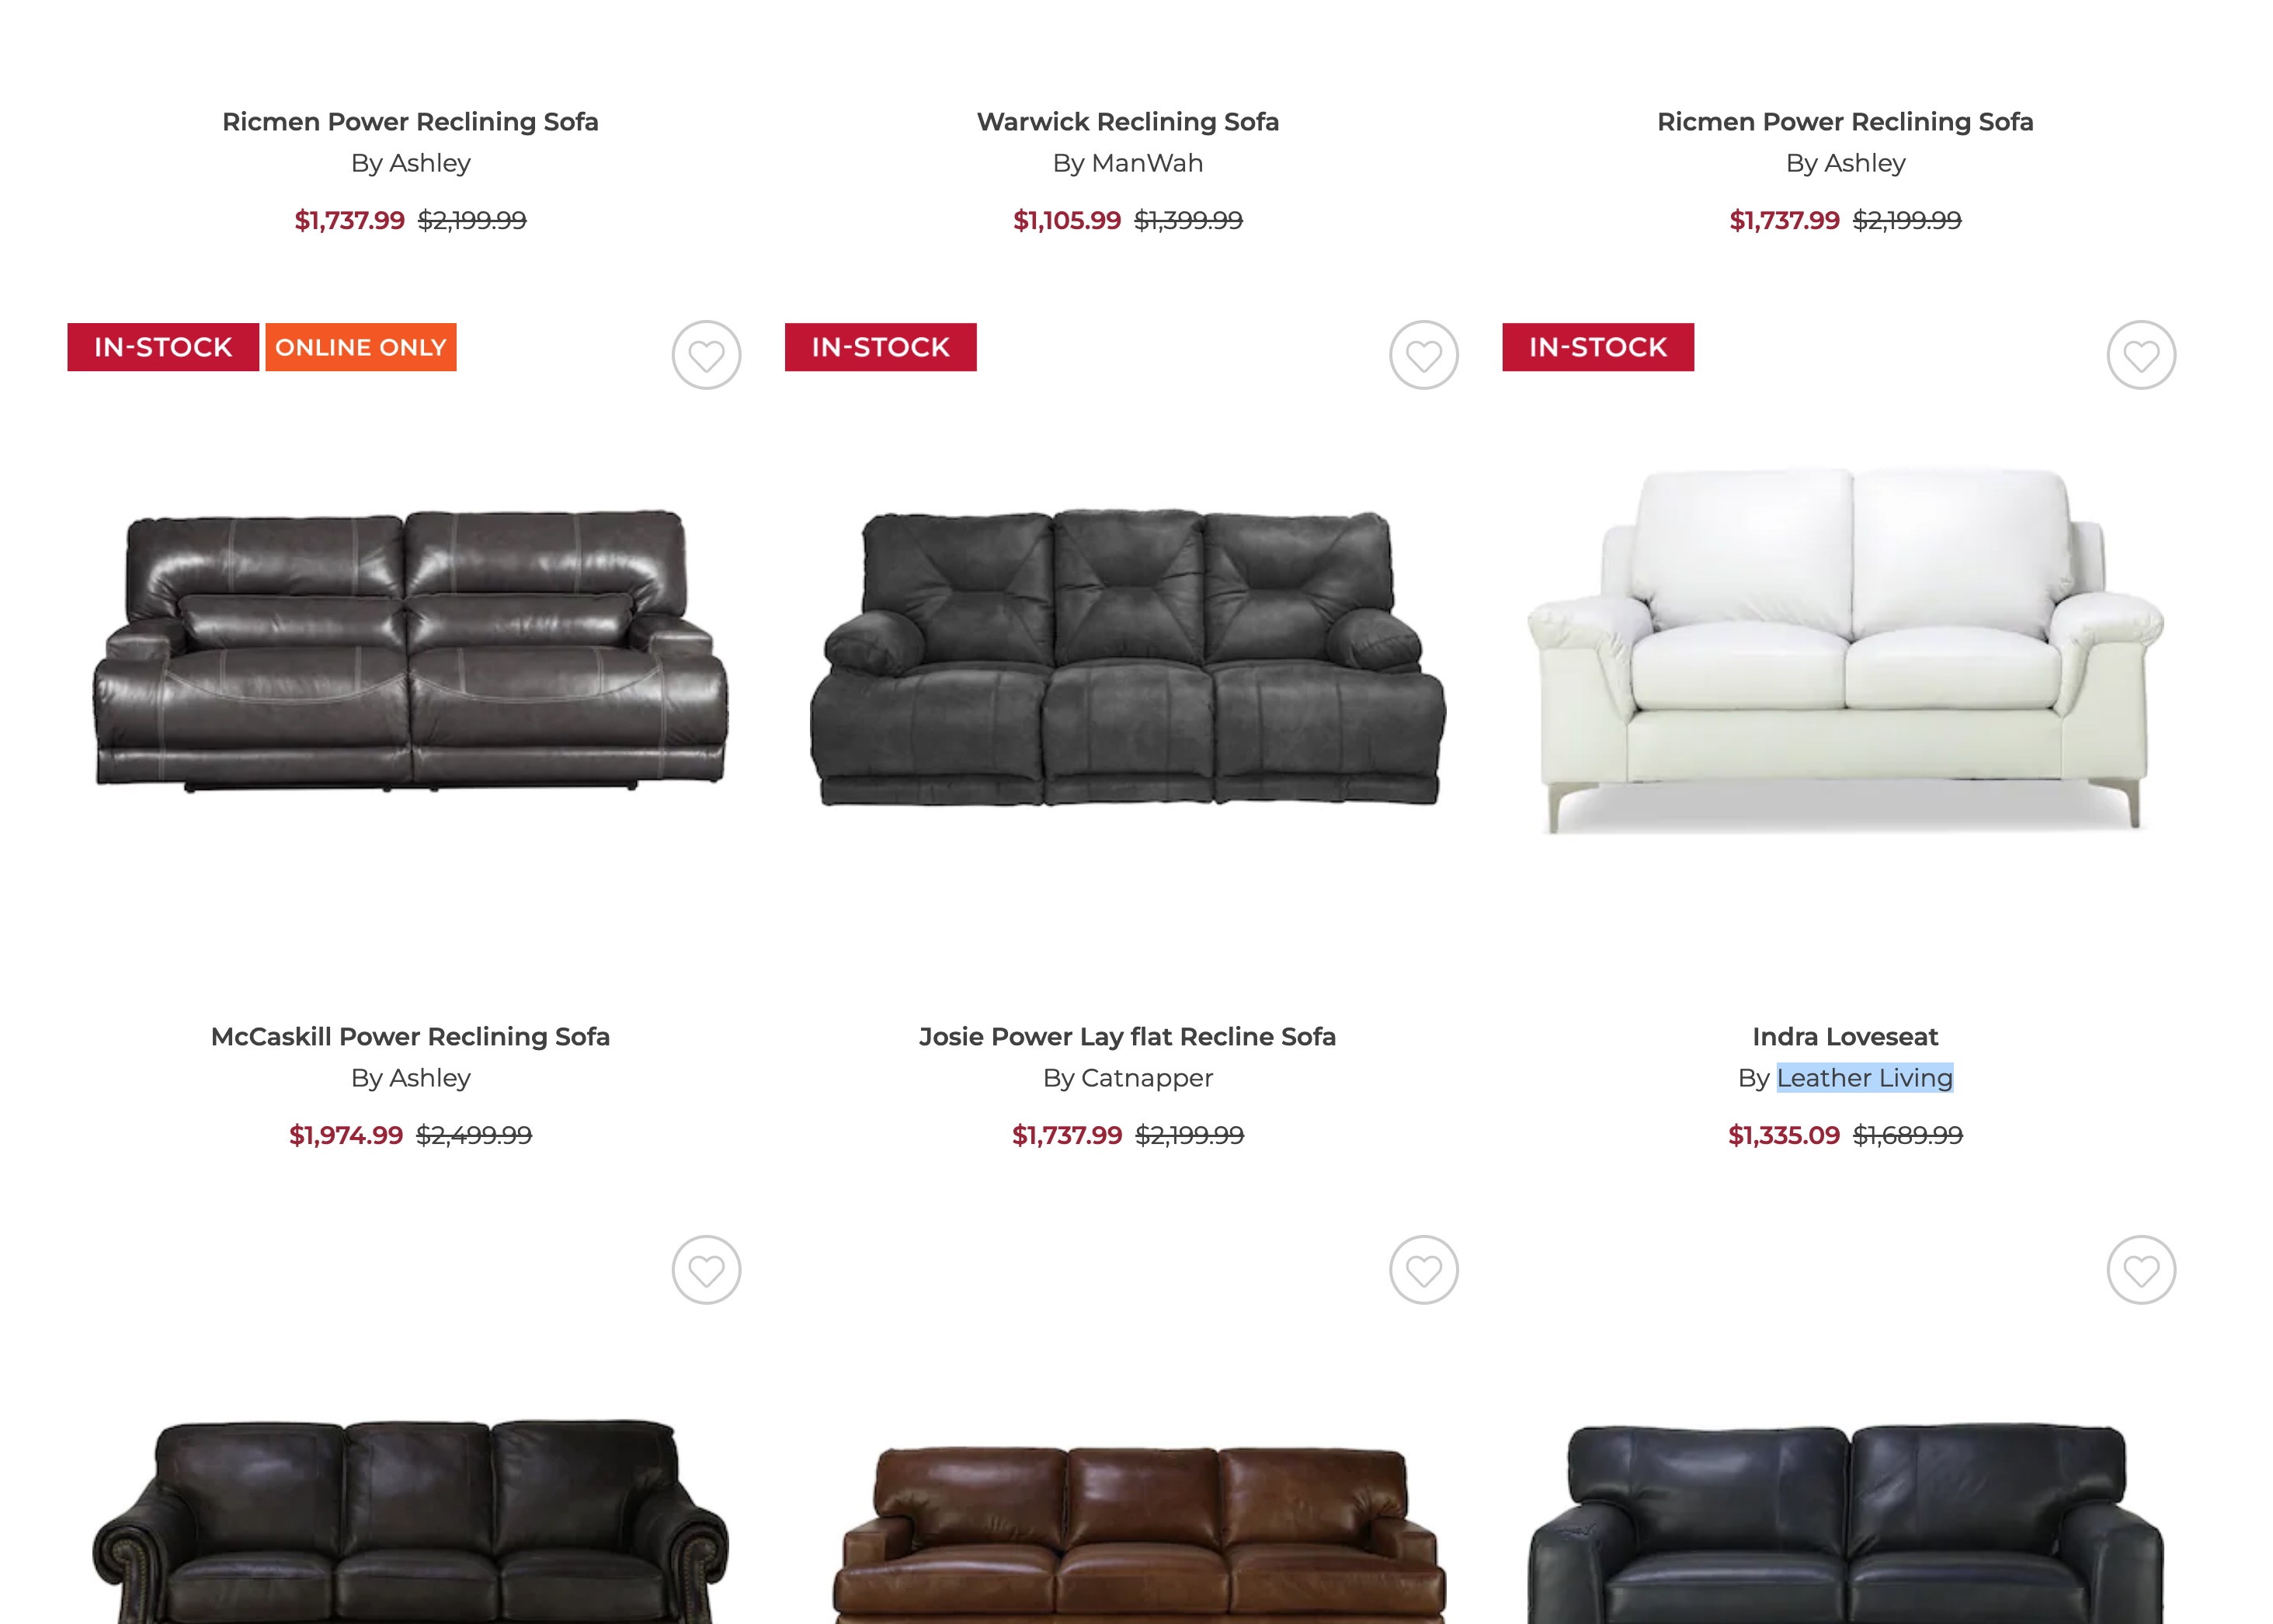 Ricmen Power Reclining Sofa
By Ashley
$1,737.99 $2,199.99
Warwick Reclining Sofa
By ManWah
$1,105.99 $1,399.99
Ricmen Power Reclining Sofa
By Ashley
$1,737.99 $2,199.99
IN-STOCK ONLINE ONLY
McCaskill Power Reclining Sofa
By Ashley
$1,974.99 $2,499.99
IN-STOCK
Josie Power Lay flat Recline Sofa
By Catnapper
$1,737.99 $2,199.99
IN-STOCK
Indra Loveseat
By Leather Living
$1,335.09 $1,689.99